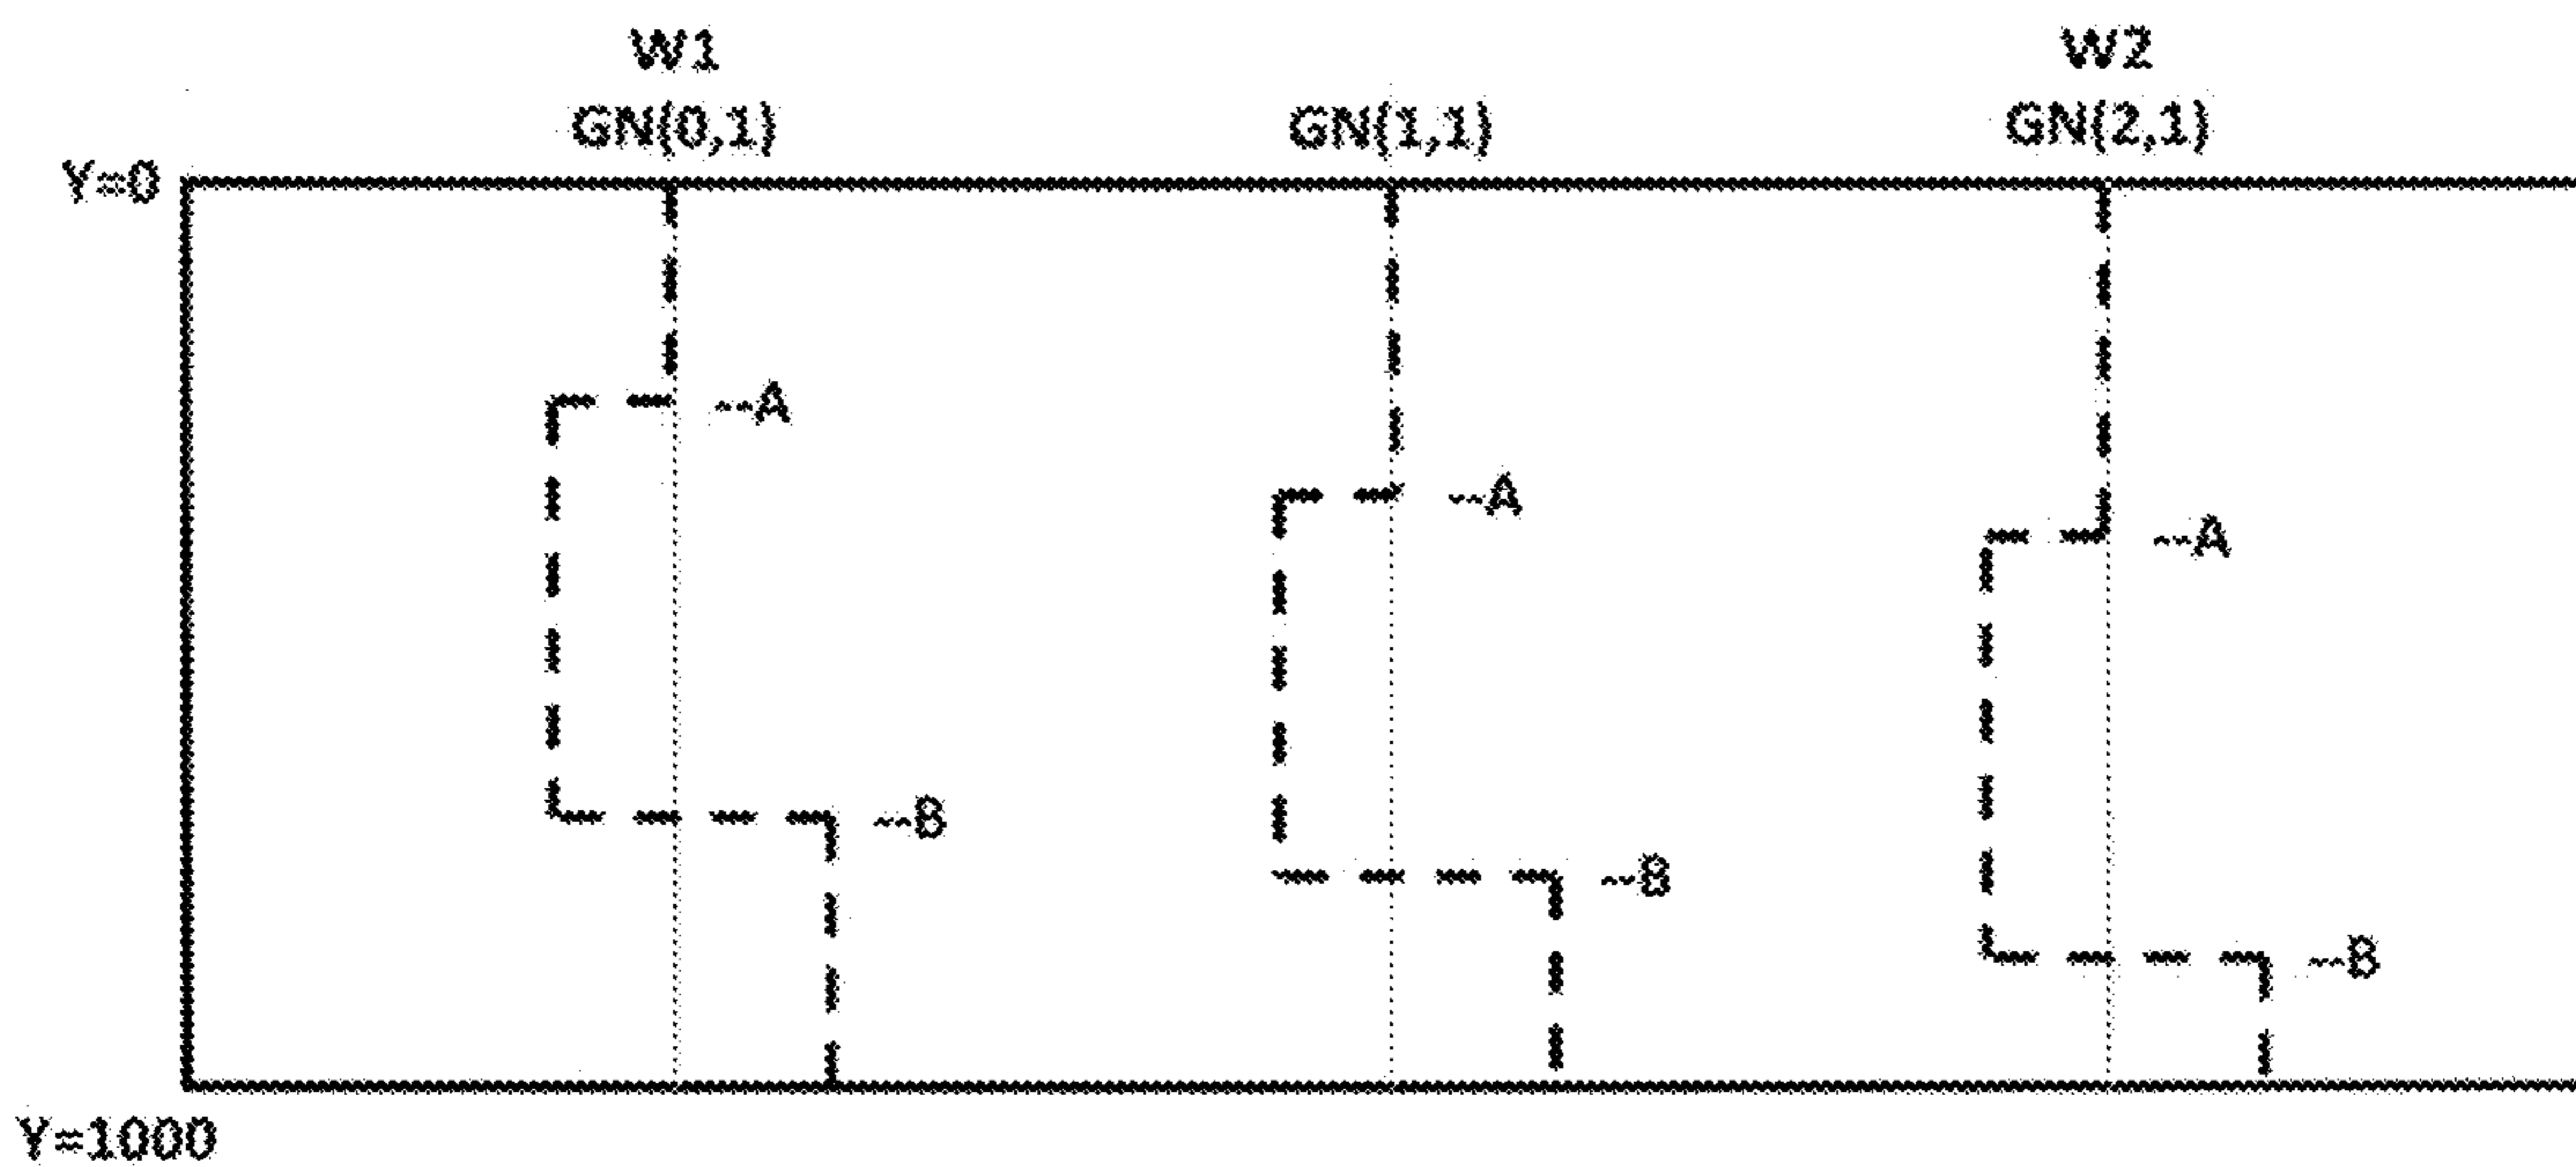 W1
W2
GN(0,1)
GN(1,1)
GN(2,1)
Y=0
--A
--A
--A
--B
--B
--B
Y=1000